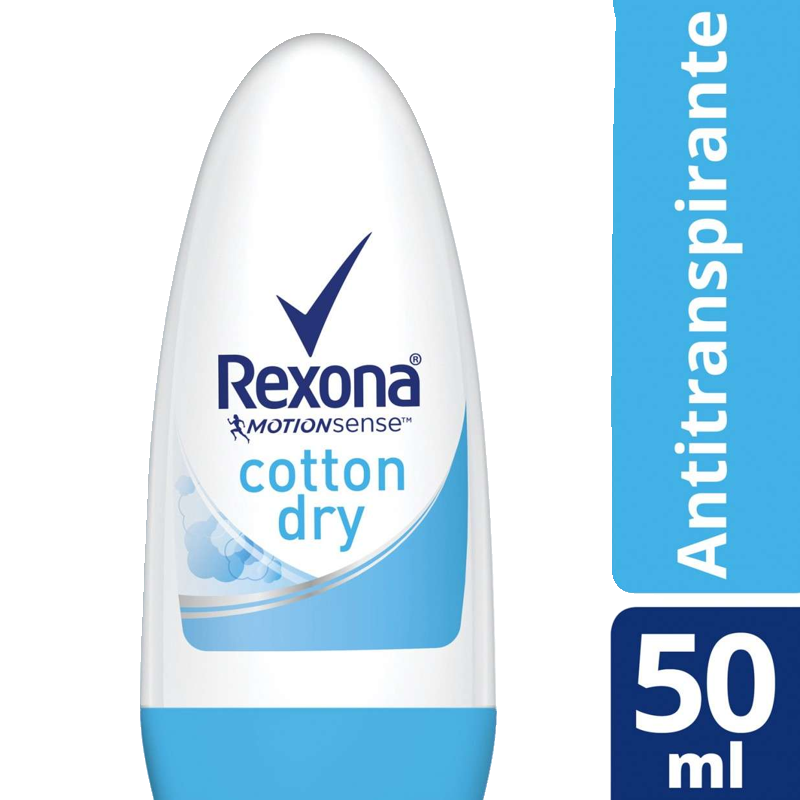 Rexona®
MOTIONsense™
cotton
dry
Antitranspirante
50
ml